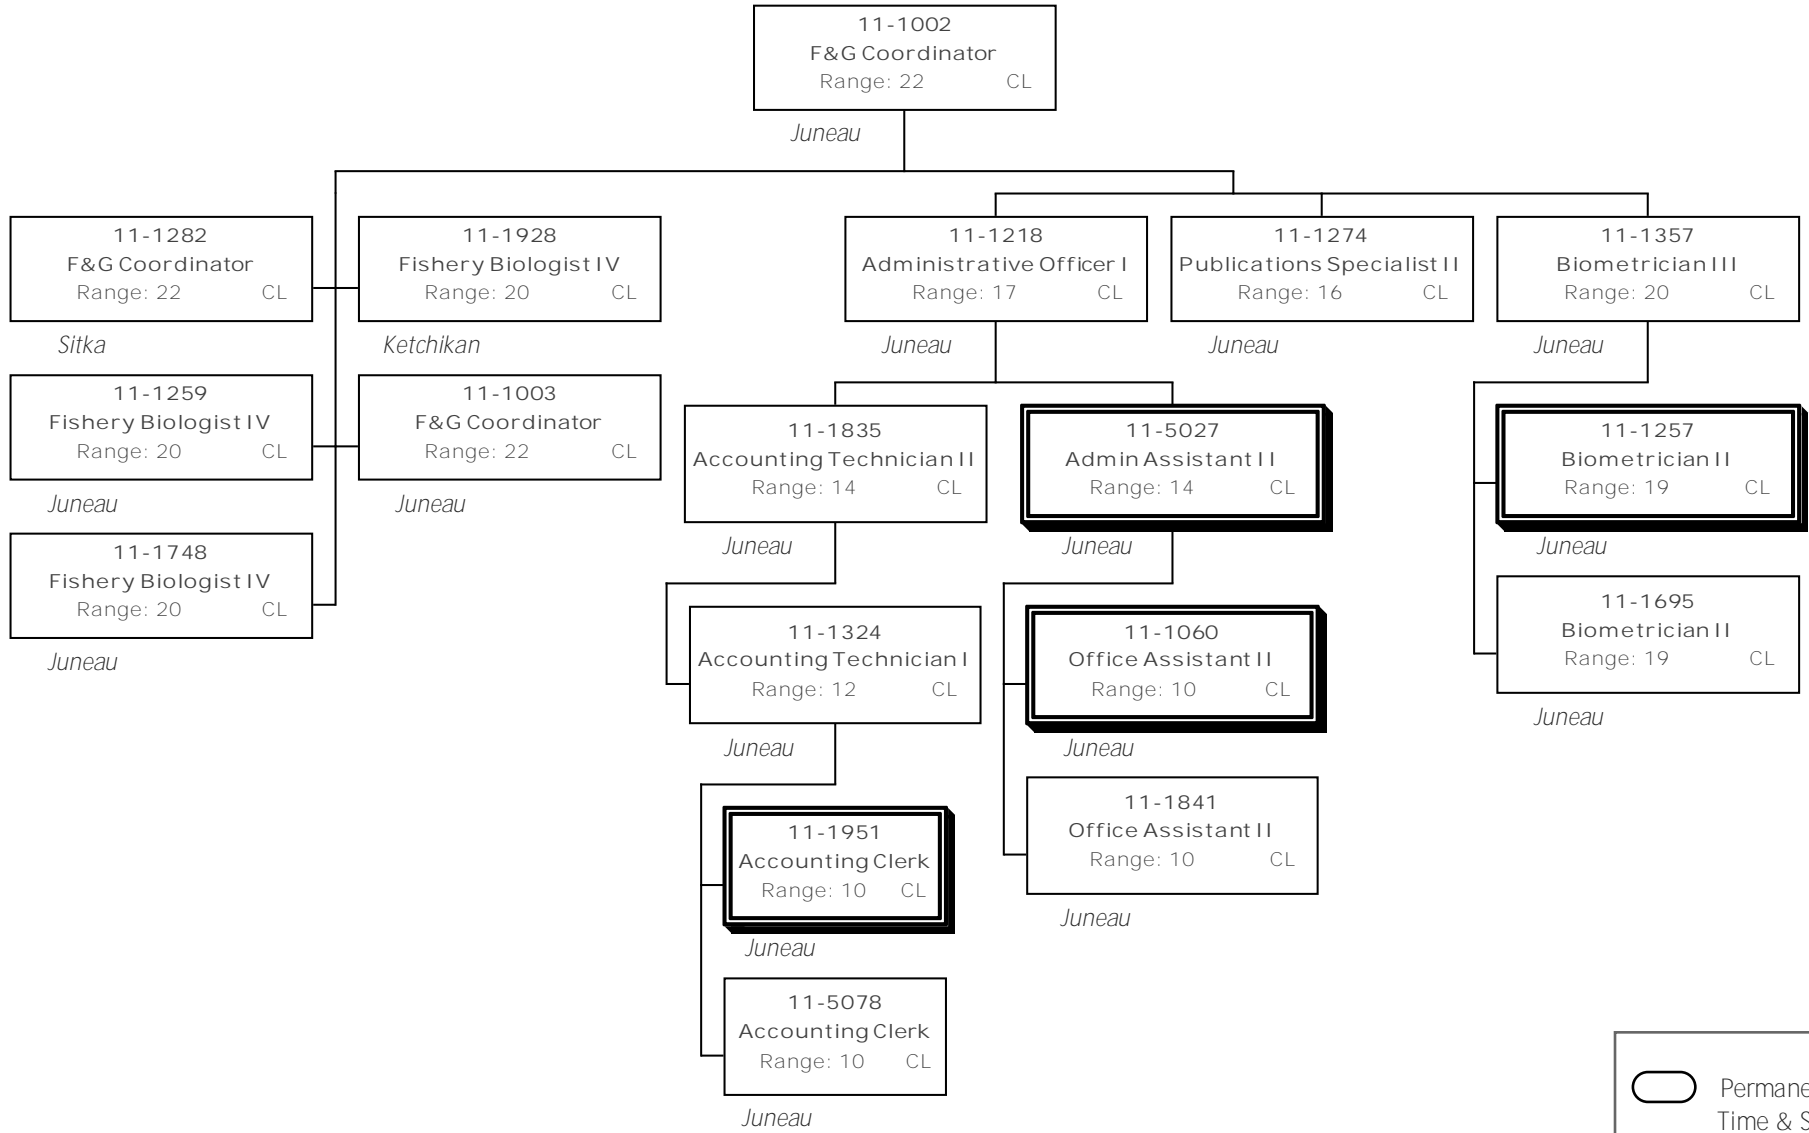 11-1002
F&G Coordinator
Range: 22 CL
Juneau
11-1282
F&G Coordinator
Range: 22 CL
Sitka
11-1928
Fishery Biologist IV
Range: 20 CL
Ketchikan
11-1259
Fishery Biologist IV
Range: 20 CL
Juneau
11-1003
F&G Coordinator
Range: 22 CL
Juneau
11-1748
Fishery Biologist IV
Range: 20 CL
Juneau
11-1218
Administrative Officer I
Range: 17 CL
Juneau
11-1274
Publications Specialist II
Range: 16 CL
Juneau
11-1357
Biometrician III
Range: 20 CL
Juneau
11-1835
Accounting Technician II
Range: 14 CL
Juneau
11-5027
Admin Assistant II
Range: 14 CL
Juneau
11-1257
Biometrician II
Range: 19 CL
Juneau
11-1324
Accounting Technician I
Range: 12 CL
Juneau
11-1060
Office Assistant II
Range: 10 CL
Juneau
11-1695
Biometrician II
Range: 19 CL
Juneau
11-1951
Accounting Clerk
Range: 10 CL
Juneau
11-1841
Office Assistant II
Range: 10 CL
Juneau
11-5078
Accounting Clerk
Range: 10 CL
Juneau
Time &